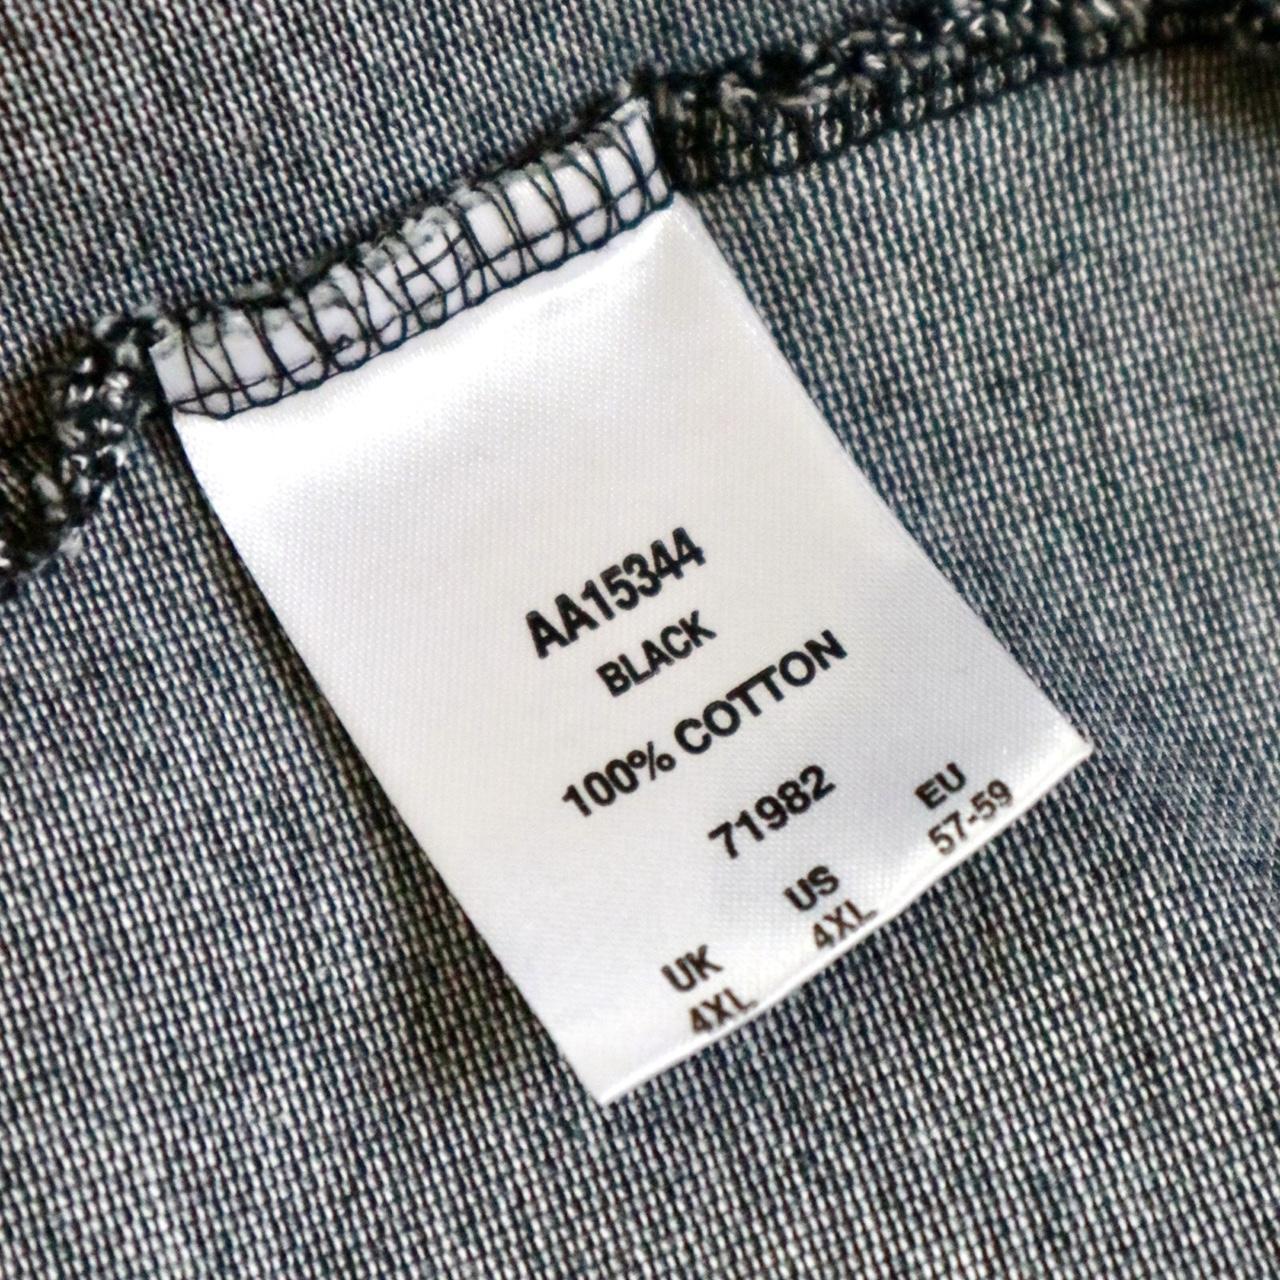 AA15344
BLACK
100% COTTON
71982
UK US EU
4XL 4XL 57-59